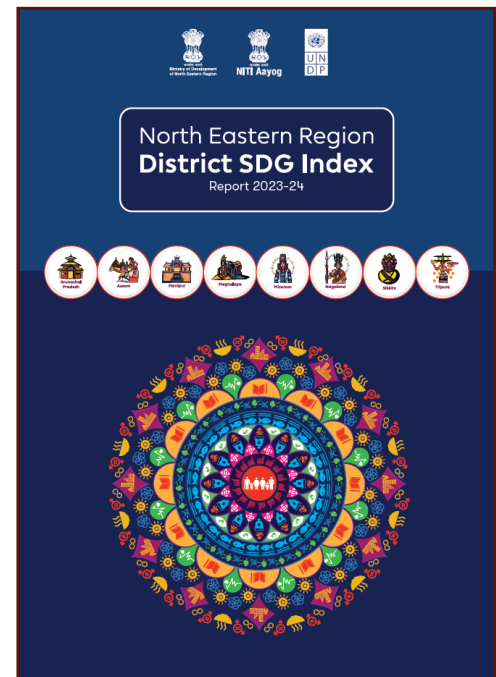 Ministry of Development
of North Eastern Region
NITI Aayog
U N
D P
North Eastern Region
District SDG Index
Report 2023-24
Arunachal
Pradesh
Assam
Manipur
Meghalaya
Mizoram
Nagaland
Sikkim
Tripura